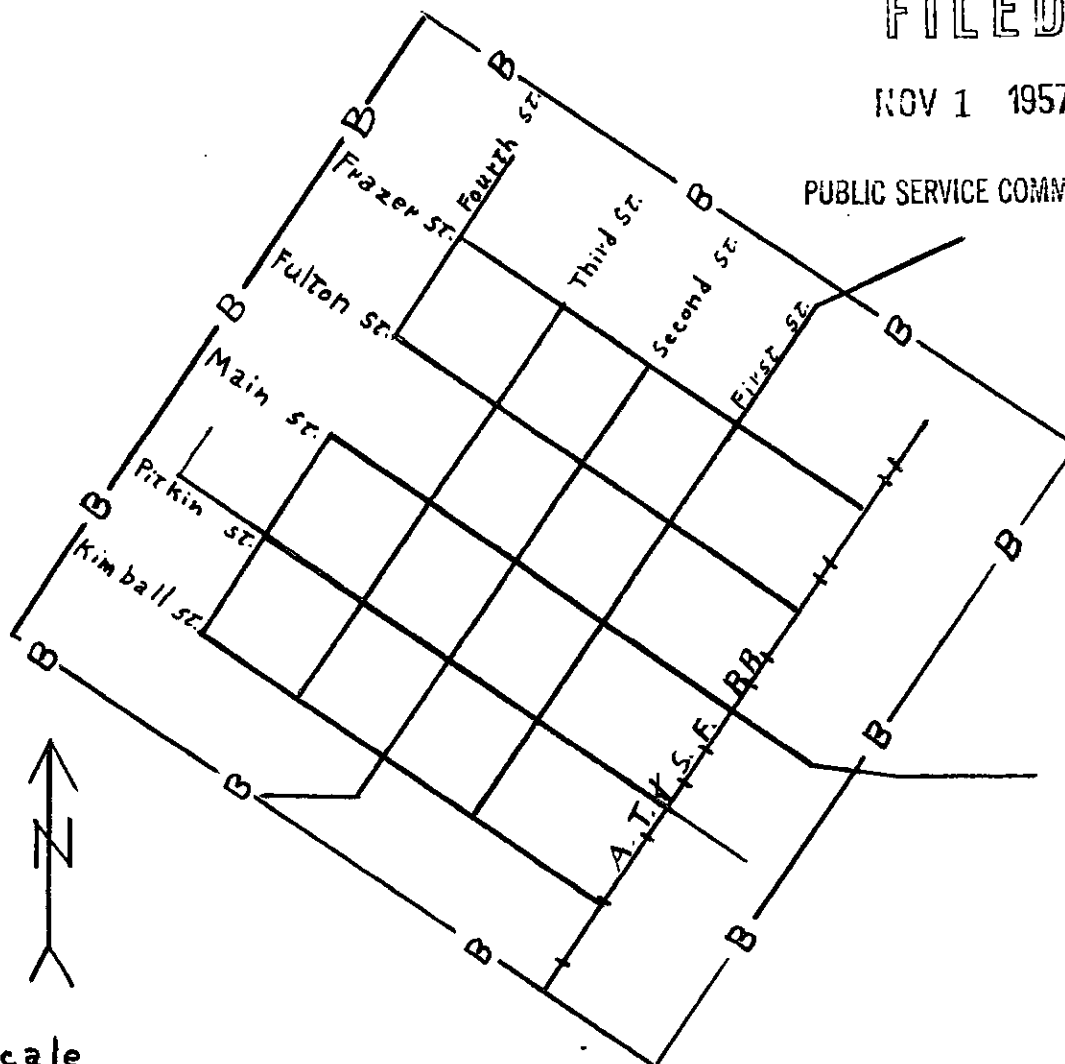 FILED
NOV 1 1957
PUBLIC SERVICE COMM
B
B
B
B
B
B
B
B
B
B
B
B
B
B
Fourth St.
Third St.
Second St.
First St.
Frazer St.
Fulton St.
Main St.
Pitkin St.
Kimball St.
A.T.& S.F. RR.
N
cale